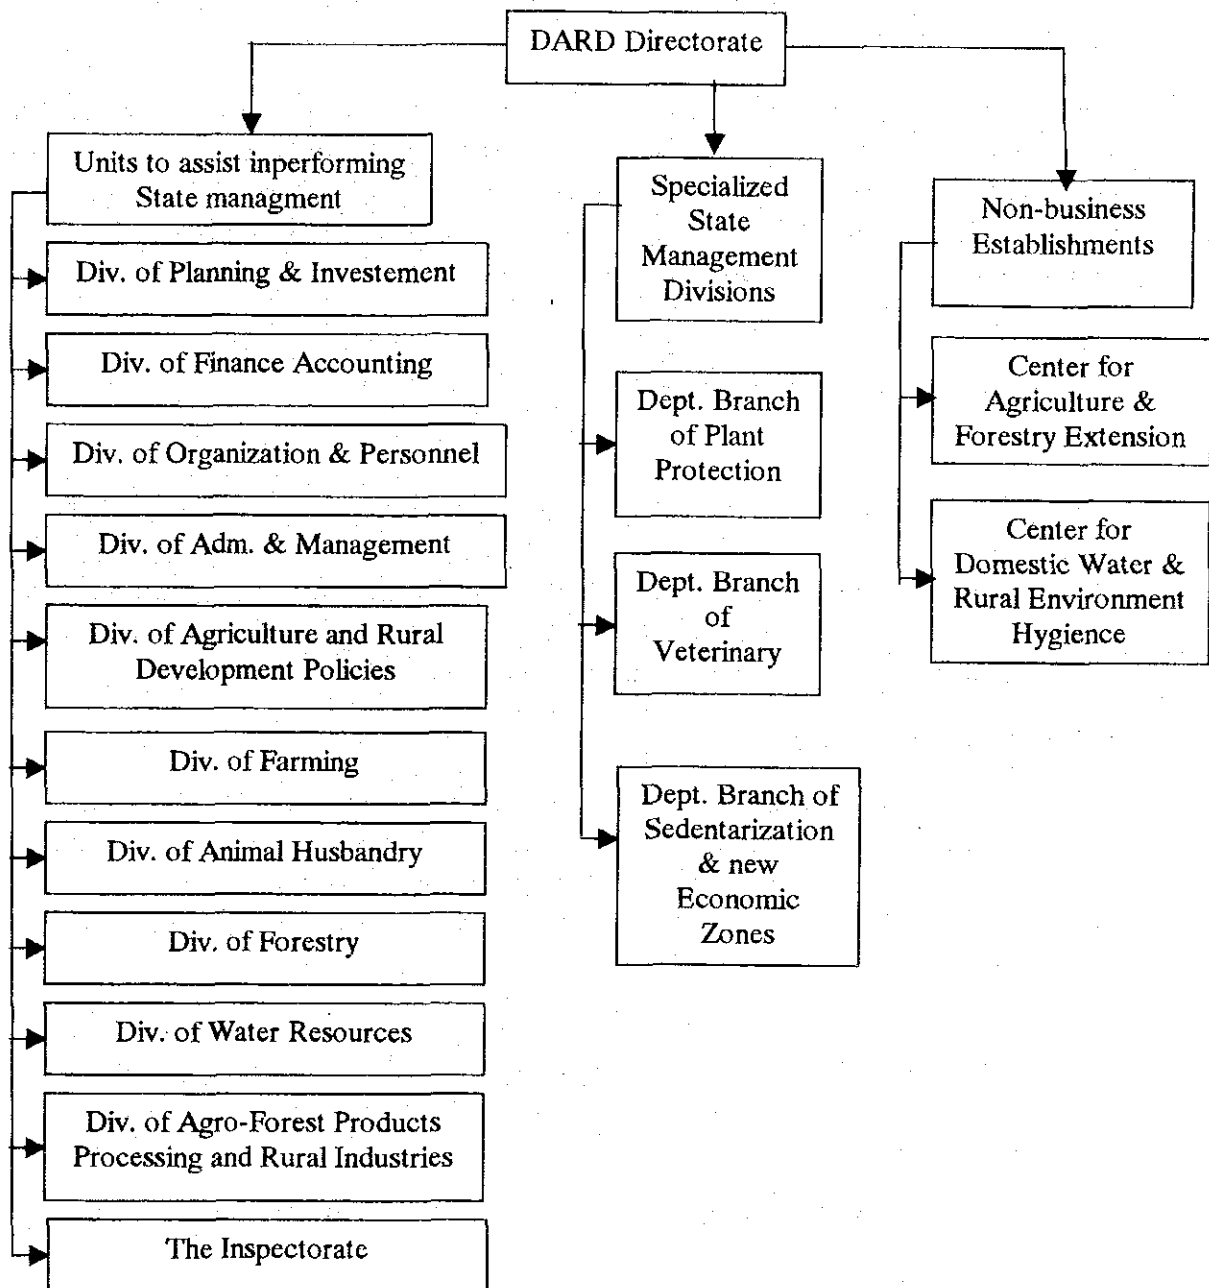 DARD Directorate
Units to assist inperforming
State managment
Div. of Planning & Investement
Div. of Finance Accounting
Div. of Organization & Personnel
Div. of Adm. & Management
Div. of Agriculture and Rural
Development Policies
Div. of Farming
Div. of Animal Husbandry
Div. of Forestry
Div. of Water Resources
Div. of Agro-Forest Products
Processing and Rural Industries
The Inspectorate
Specialized
State
Management
Divisions
Dept. Branch
of Plant
Protection
Dept. Branch
of
Veterinary
Dept. Branch of
Sedentarization
& new
Economic
Zones
Non-business
Establishments
Center for
Agriculture &
Forestry Extension
Center for
Domestic Water &
Rural Environment
Hygience